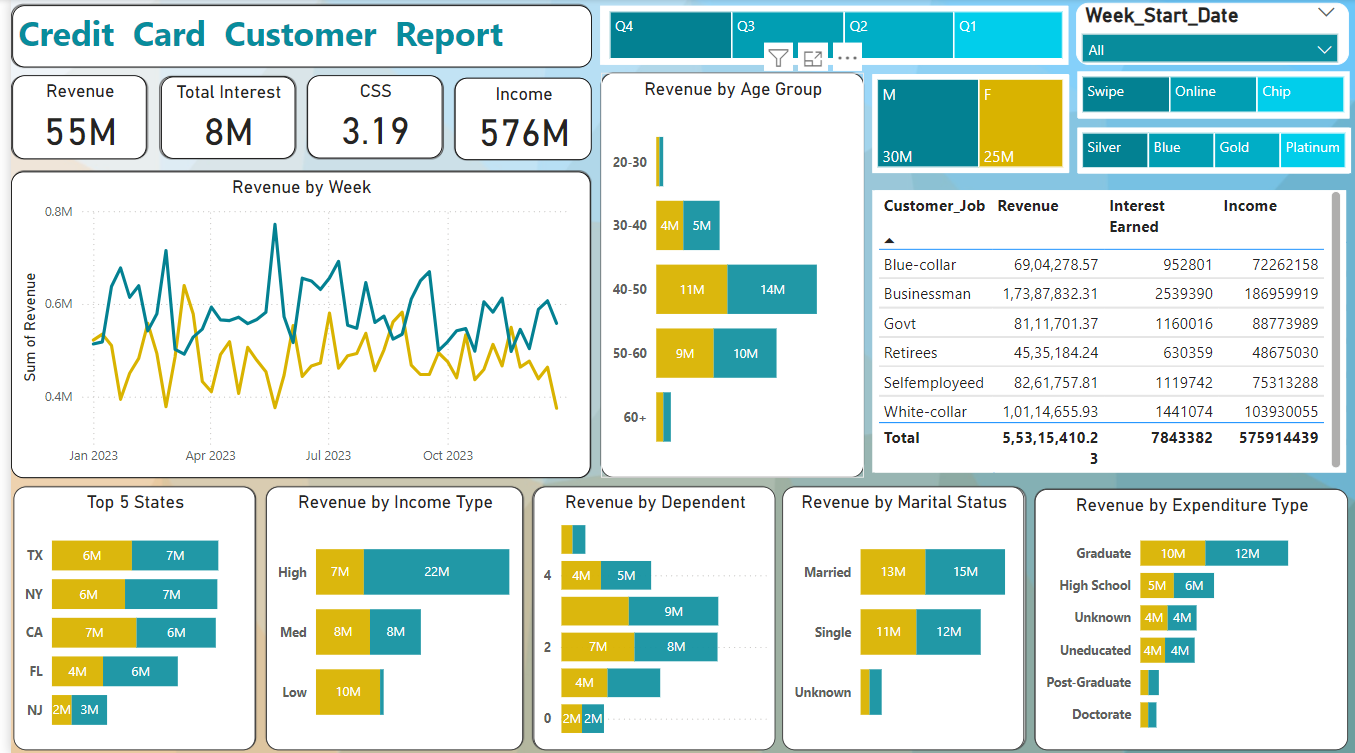 Credit Card Customer Report
Q4 Q3 Q2 Q1
Week_Start_Date
All
Revenue
55M
Total Interest
8M
CSS
3.19
Income
576M
M
30M
F
25M
Swipe Online Chip
Silver Blue Gold Platinum
Revenue by Week
Sum of Revenue
0.8M
0.6M
0.4M
Jan 2023 Apr 2023 Jul 2023 Oct 2023
Revenue by Age Group
20-30
30-40 4M 5M
40-50 11M 14M
50-60 9M 10M
60+
Customer_Job Revenue Interest Earned Income
Blue-collar 69,04,278.57 952801 72262158
Businessman 1,73,87,832.31 2539390 186959919
Govt 81,11,701.37 1160016 88773989
Retirees 45,35,184.24 630359 48675030
Selfemployeed 82,61,757.81 1119742 75313288
White-collar 1,01,14,655.93 1441074 103930055
Total 5,53,15,410.23 7843382 575914439
Top 5 States
TX 6M 7M
NY 6M 7M
CA 7M 6M
FL 4M 6M
NJ 2M 3M
Revenue by Income Type
High 7M 22M
Med 8M 8M
Low 10M
Revenue by Dependent
4 4M 5M
9M
2 7M 8M
4M
0 2M 2M
Revenue by Marital Status
Married 13M 15M
Single 11M 12M
Unknown
Revenue by Expenditure Type
Graduate 10M 12M
High School 5M 6M
Unknown 4M 4M
Uneducated 4M 4M
Post-Graduate
Doctorate